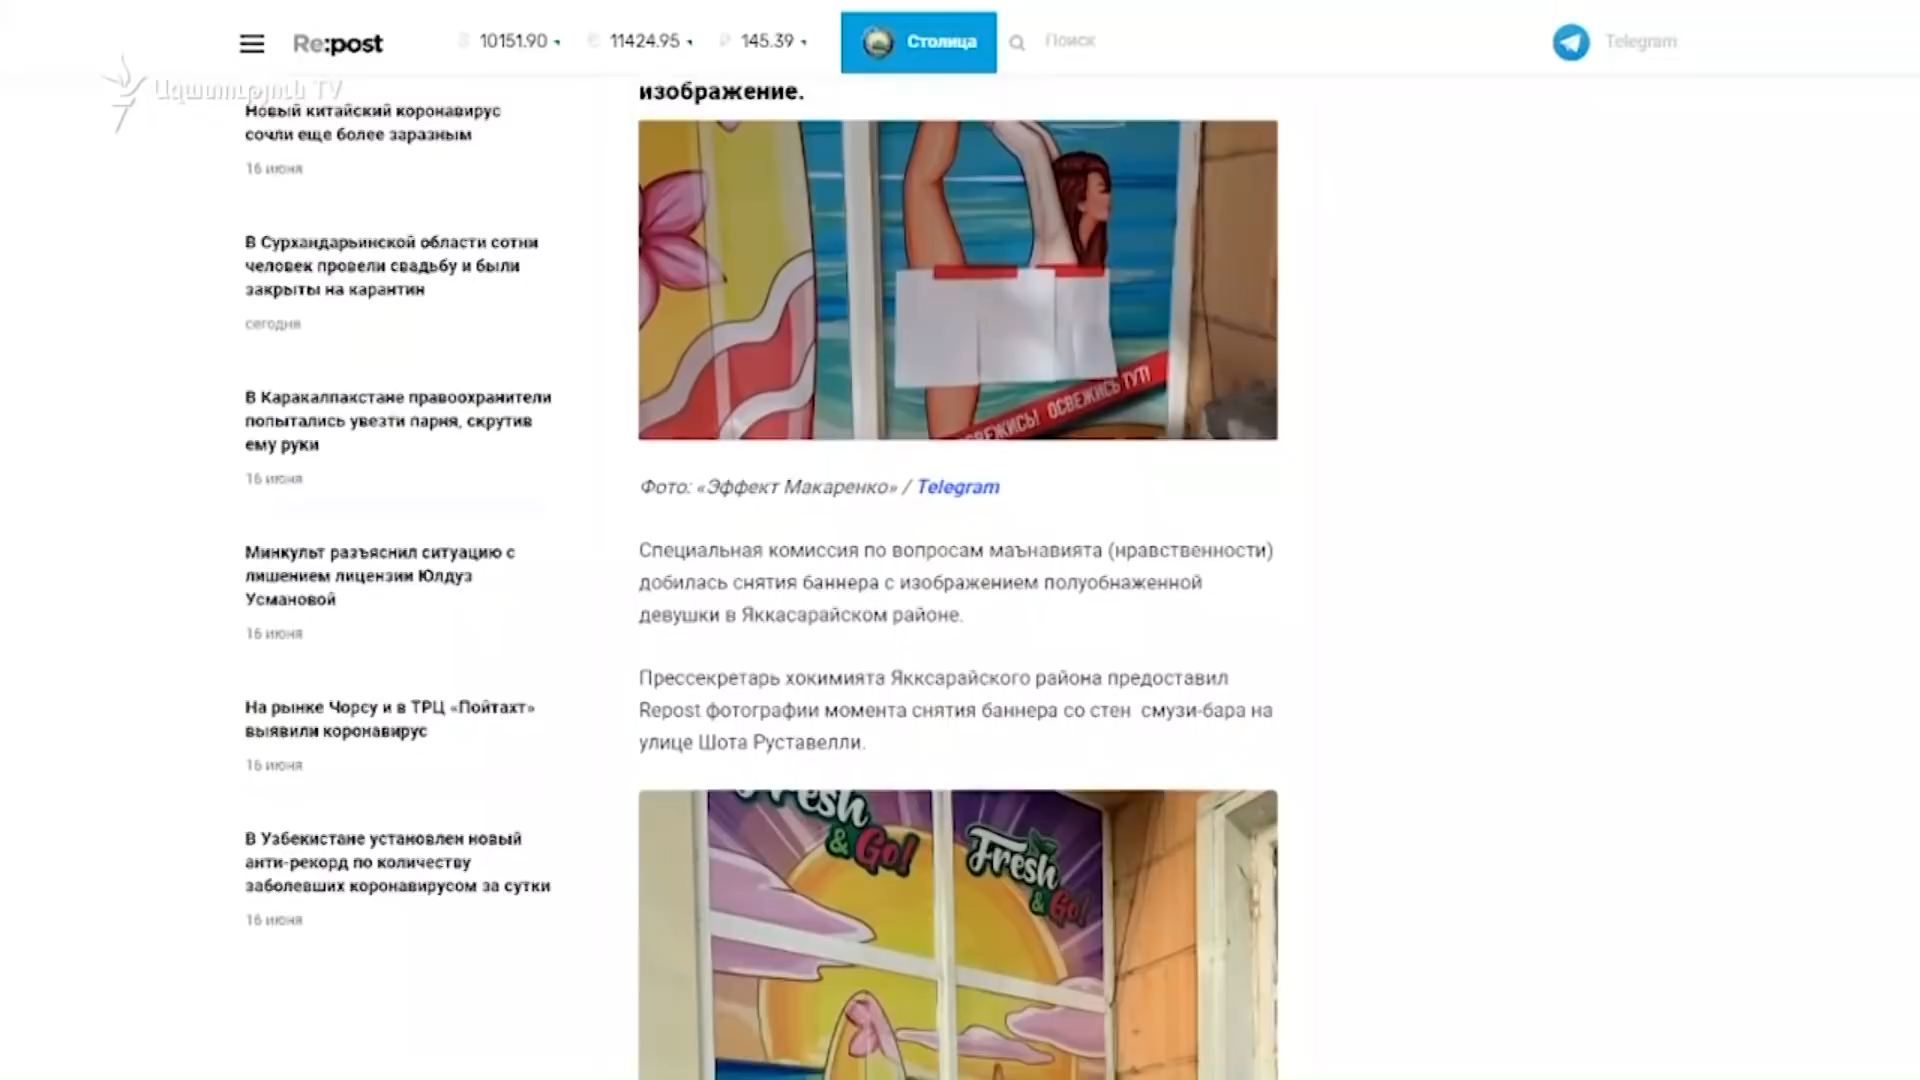 Re:post
10151.90
11424.95
145.39
Столица
Поиск
Telegram
Ազատություն TV
Новый китайский коронавирус
сочли еще более заразным
16 июня
В Сурхандарьинской области сотни
человек провели свадьбу и были
закрыты на карантин
сегодня
В Каракалпакстане правоохранители
попытались увезти парня, скрутив
ему руки
16 июня
Минкульт разъяснил ситуацию с
лишением лицензии Юлдуз
Усмановой
16 июня
На рынке Чорсу и в ТРЦ «Пойтахт»
выявили коронавирус
16 июня
В Узбекистане установлен новый
анти-рекорд по количеству
заболевших коронавирусом за сутки
16 июня
изображение.
ОСВЕЖИСЬ ТУТ!
Фото: «Эффект Макаренко» / Telegram
Специальная комиссия по вопросам маънавията (нравственности)
добилась снятия баннера с изображением полуобнаженной
девушки в Яккасарайском районе.
Прессекретарь хокимията Якксарайского района предоставил
Repost фотографии момента снятия баннера со стен смузи-бара на
улице Шота Руставелли.
Fresh
& Go!
Fresh
& Go!